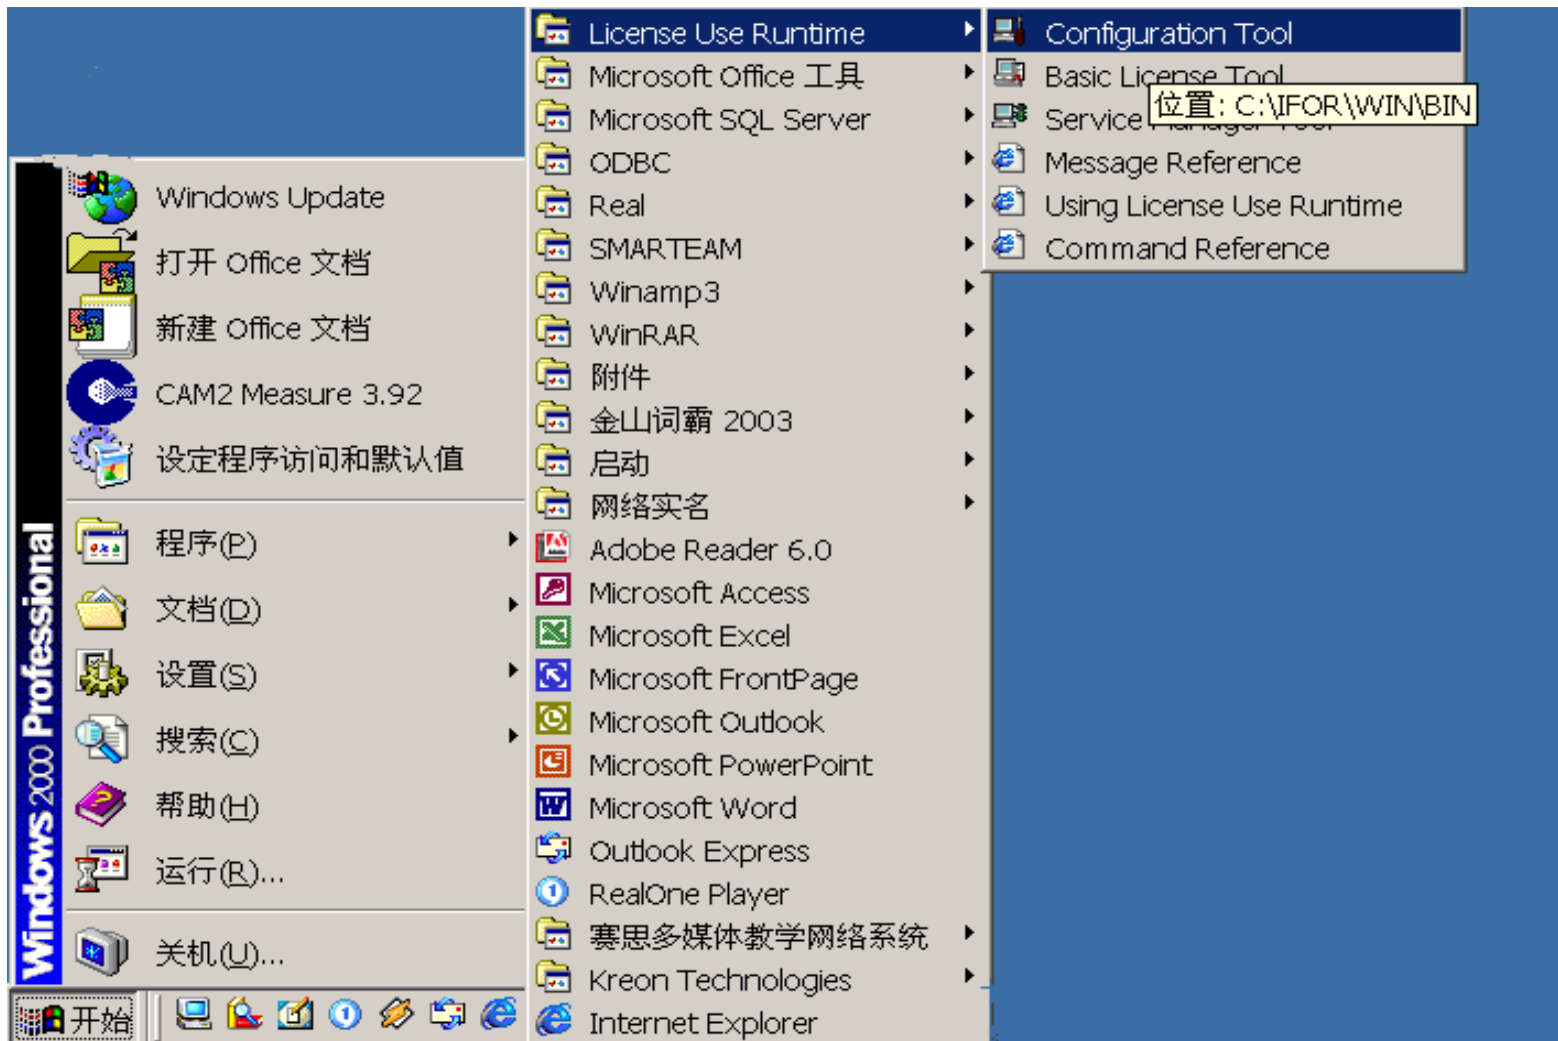 Windows Update
打开 Office 文档
新建 Office 文档
CAM2 Measure 3.92
设定程序访问和默认值
程序(P)
文档(D)
设置(S)
搜索(C)
帮助(H)
运行(R)...
关机(U)...
Windows 2000 Professional
开始
License Use Runtime
Microsoft Office 工具
Microsoft SQL Server
ODBC
Real
SMARTEAM
Winamp3
WinRAR
附件
金山词霸 2003
启动
网络实名
Adobe Reader 6.0
Microsoft Access
Microsoft Excel
Microsoft FrontPage
Microsoft Outlook
Microsoft PowerPoint
Microsoft Word
Outlook Express
RealOne Player
赛思多媒体教学网络系统
Kreon Technologies
Internet Explorer
Configuration Tool
Basic License Tool
位置: C:\IFOR\WIN\BIN
Service Manager Tool
Message Reference
Using License Use Runtime
Command Reference